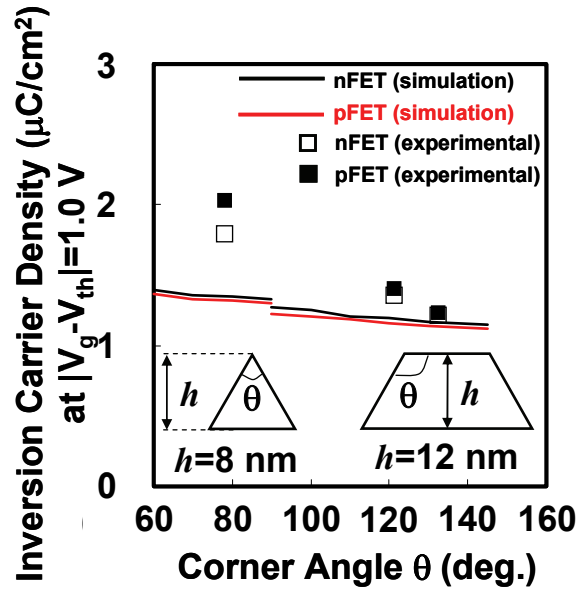 Inversion Carrier Density (μC/cm²)
at |Vg-Vth|=1.0 V
3
2
1
0
nFET (simulation)
pFET (simulation)
nFET (experimental)
pFET (experimental)
h
θ
θ
h
h=8 nm
h=12 nm
60
80
100
120
140
160
Corner Angle θ (deg.)